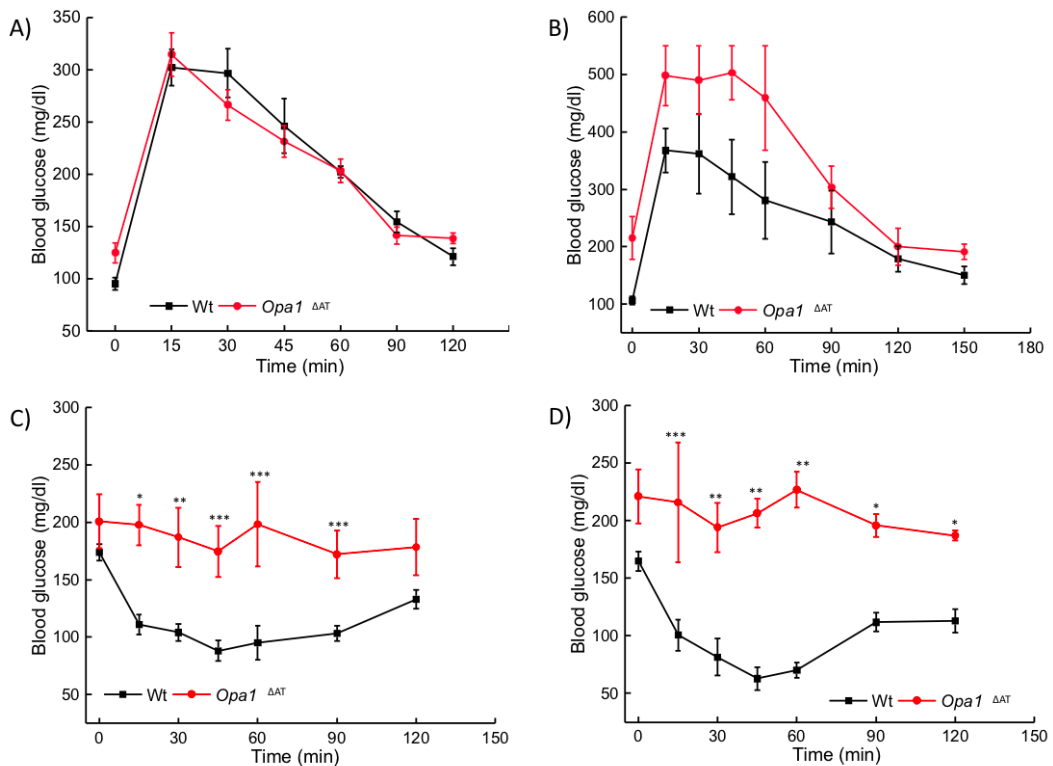 A)
Blood glucose (mg/dl)
350
300
250
200
150
100
50
Wt Opa1 ΔAT
0 15 30 45 60 90 120
Time (min)
B)
Blood glucose (mg/dl)
600
500
400
300
200
100
Wt Opa1 ΔAT
0 30 60 90 120 150 180
Time (min)
C)
Blood glucose (mg/dl)
300
250
200
150
100
50
* ** *** *** ***
Wt Opa1 ΔAT
0 30 60 90 120 150
Time (min)
D)
Blood glucose (mg/dl)
300
250
200
150
100
50
*** ** ** ** * *
Wt Opa1 ΔAT
0 30 60 90 120 150
Time (min)